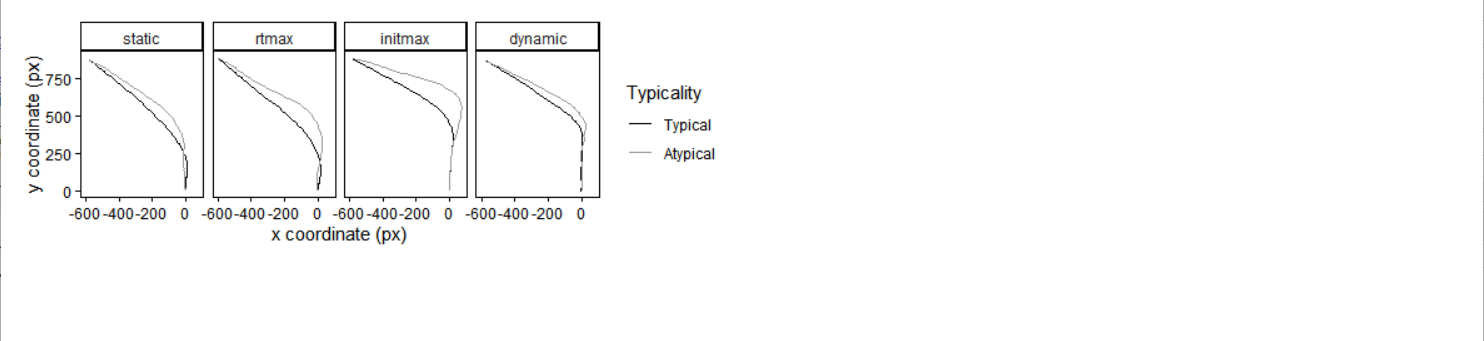 static rtmax initmax dynamic
y coordinate (px)
750
500
250
0
-600 -400 -200 0 -600 -400 -200 0 -600 -400 -200 0 -600 -400 -200 0
x coordinate (px)
Typicality
Typical
Atypical